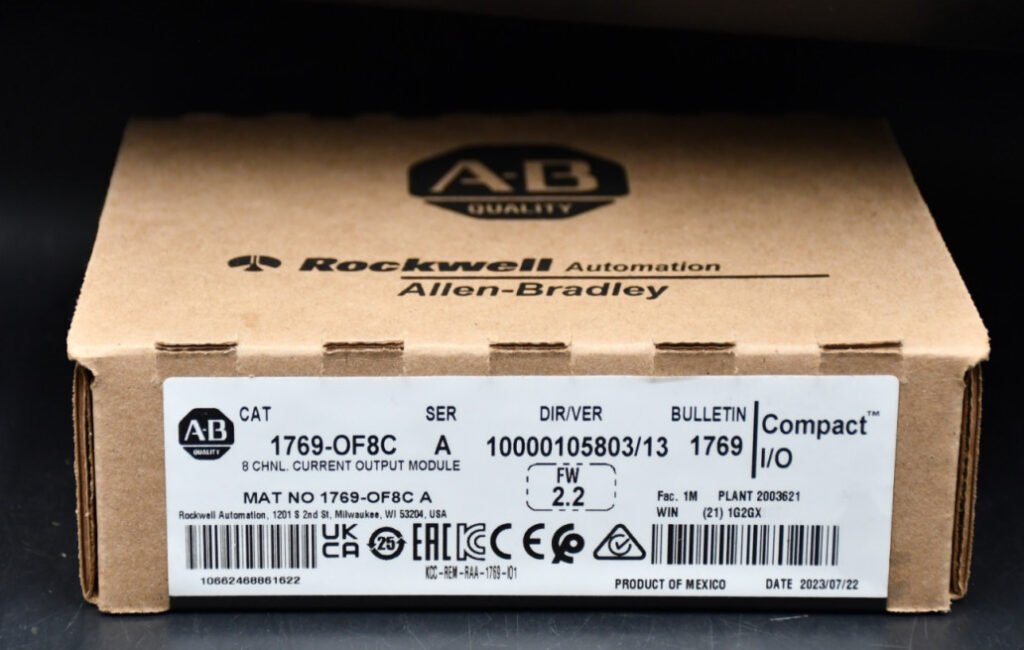 A-B
QUALITY
Rockwell Automation
Allen-Bradley
A-B
QUALITY
CAT SER DIR/VER BULLETIN
1769-OF8C A 10000105803/13 1769
Compact™
I/O
8 CHNL. CURRENT OUTPUT MODULE
FW
2.2
MAT NO 1769-OF8C A
Fac. 1M PLANT 2003621
Rockwell Automation, 1201 S 2nd St, Milwaukee, WI 53204, USA
WIN (21) 1G2GX
UK
CA
25
EAC
KC
CE
KCC-REM-RAA-1769-IO1
10662468861622
PRODUCT OF MEXICO DATE 2023/07/22